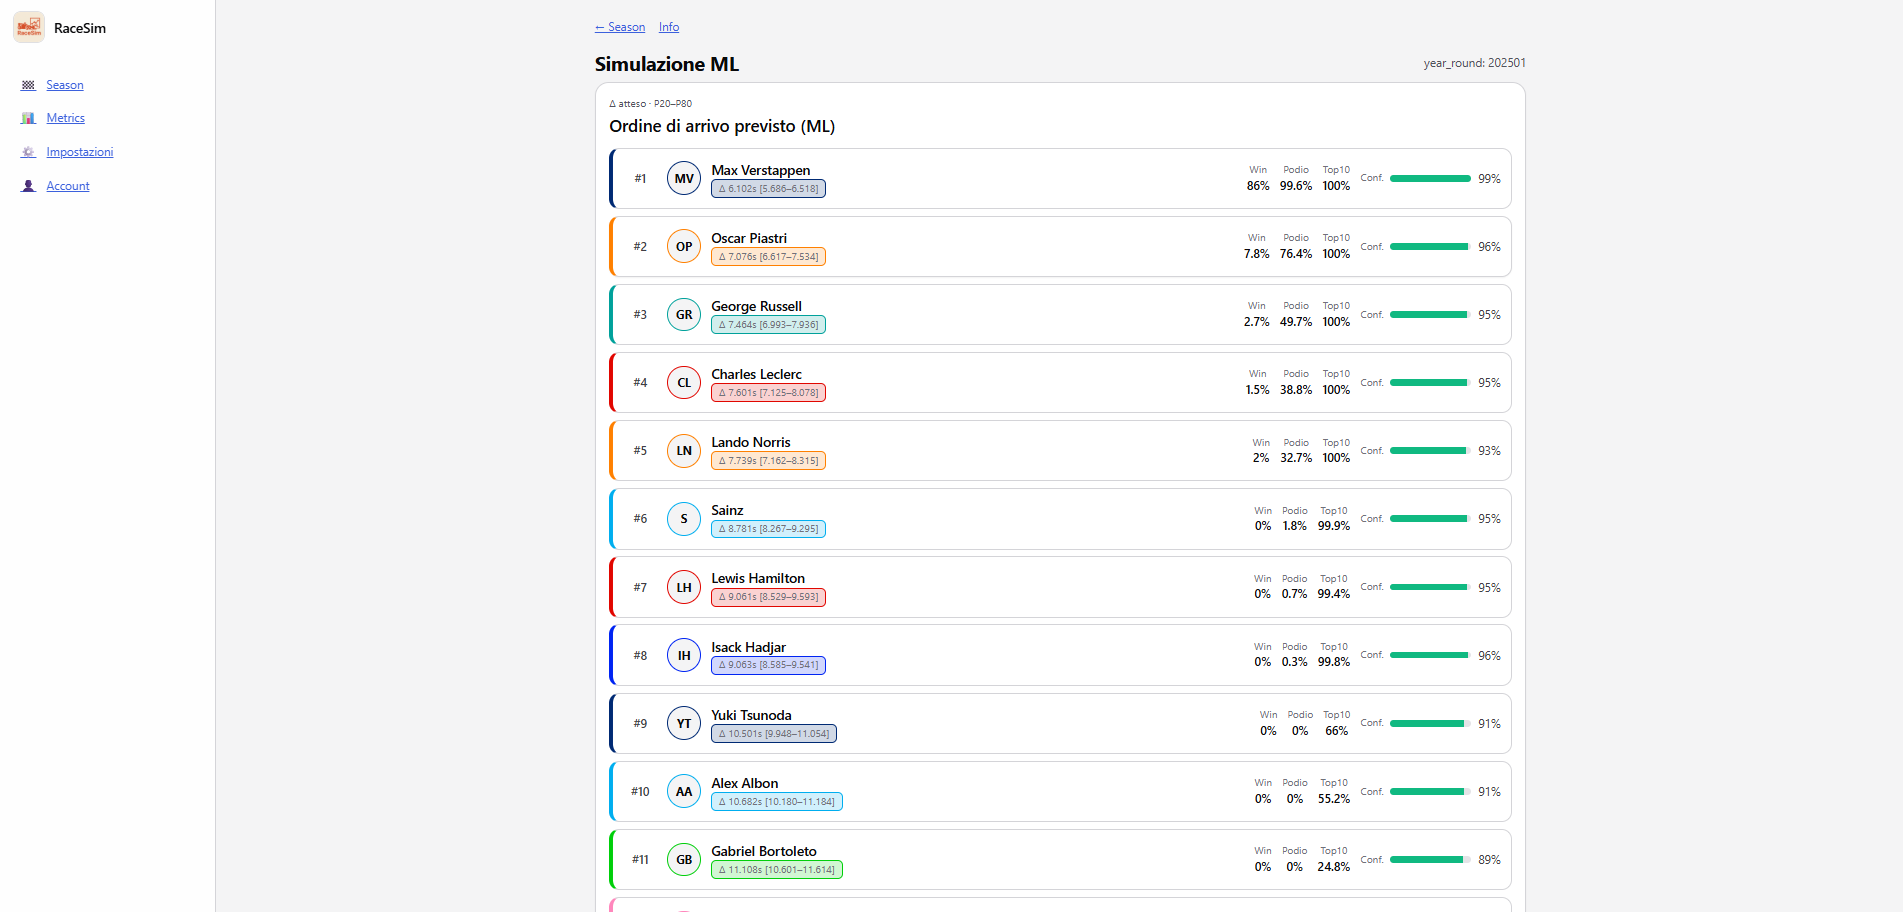 RaceSim
RaceSim
Season
Metrics
Impostazioni
Account
← Season Info
Simulazione ML
year_round: 202501
Δ atteso · P20–P80
Ordine di arrivo previsto (ML)
#1 MV Max Verstappen Δ 6.102s [5.686–6.518] Win 86% Podio 99.6% Top10 100% Conf. 99%
#2 OP Oscar Piastri Δ 7.076s [6.617–7.534] Win 7.8% Podio 76.4% Top10 100% Conf. 96%
#3 GR George Russell Δ 7.464s [6.993–7.936] Win 2.7% Podio 49.7% Top10 100% Conf. 95%
#4 CL Charles Leclerc Δ 7.601s [7.125–8.078] Win 1.5% Podio 38.8% Top10 100% Conf. 95%
#5 LN Lando Norris Δ 7.739s [7.162–8.315] Win 2% Podio 32.7% Top10 100% Conf. 93%
#6 S Sainz Δ 8.781s [8.267–9.295] Win 0% Podio 1.8% Top10 99.9% Conf. 95%
#7 LH Lewis Hamilton Δ 9.061s [8.529–9.593] Win 0% Podio 0.7% Top10 99.4% Conf. 95%
#8 IH Isack Hadjar Δ 9.063s [8.585–9.541] Win 0% Podio 0.3% Top10 99.8% Conf. 96%
#9 YT Yuki Tsunoda Δ 10.501s [9.948–11.054] Win 0% Podio 0% Top10 66% Conf. 91%
#10 AA Alex Albon Δ 10.682s [10.180–11.184] Win 0% Podio 0% Top10 55.2% Conf. 91%
#11 GB Gabriel Bortoleto Δ 11.108s [10.601–11.614] Win 0% Podio 0% Top10 24.8% Conf. 89%